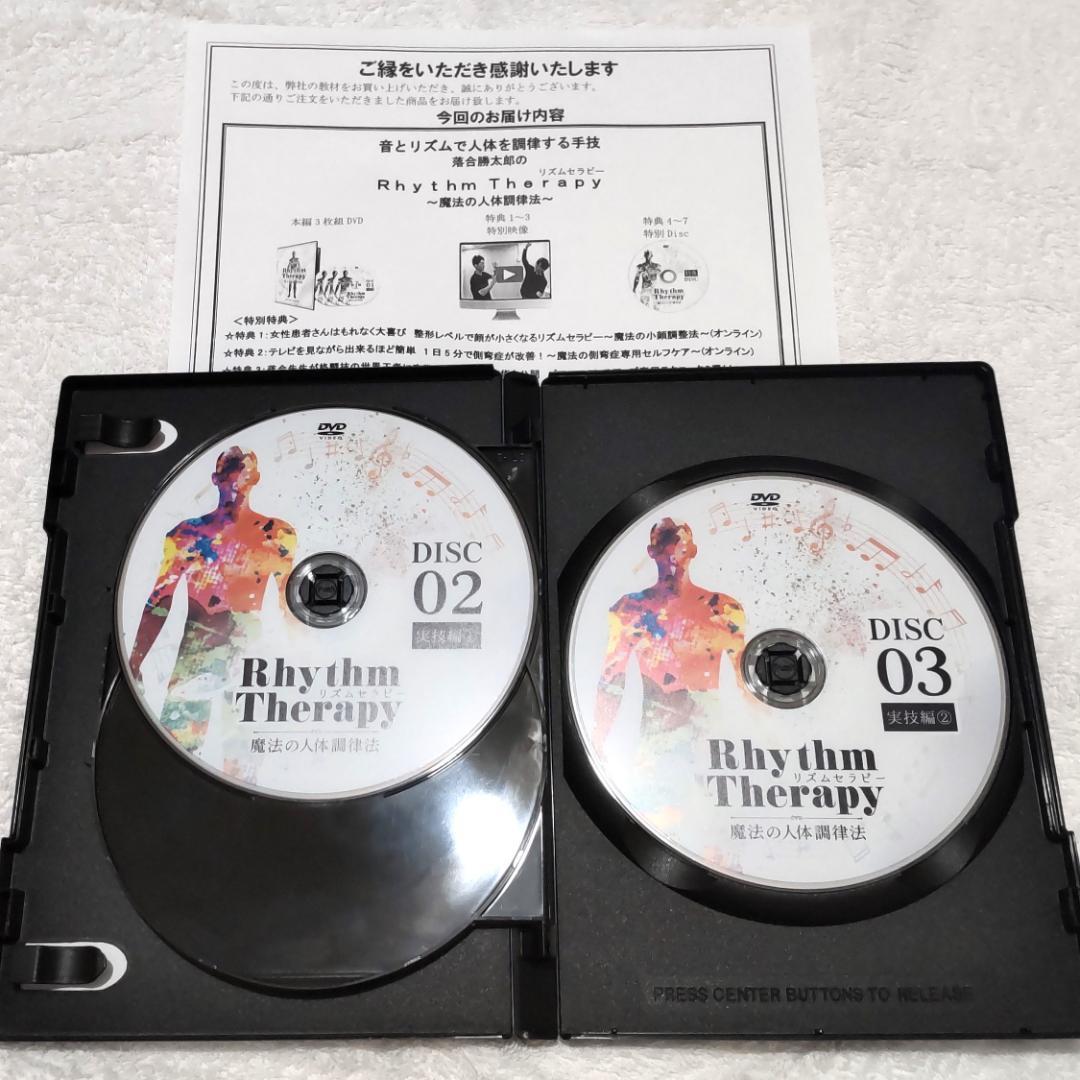 ご縁をいただき感謝いたします
この度は、弊社の教材をお買い上げいただき、誠にありがとうございます。
下記の通りご注文をいただきました商品をお届け致します。
今回のお届け内容
音とリズムで人体を調律する手技
落合勝太郎の
リズムセラピー
Rhythm Therapy
～魔法の人体調律法～
本編3枚組DVD
特典1～3
特別映像
特典4～7
特別Disc
Rhythm
Therapy
Rhythm
Therapy
＜特別特典＞
☆特典1:女性患者さんはもれなく大喜び 整形レベルで顔が小さくなるリズムセラピー～魔法の小顔調整法～(オンライン)
☆特典2:テレビを見ながら出来るほど簡単 1日5分で側弯症が改善！～魔法の側弯症専用セルフケア～(オンライン)
DVD
VIDEO
DISC
02
実技編①
Rhythm
リズムセラピー
Therapy
魔法の人体調律法
DVD
VIDEO
DISC
03
実技編②
Rhythm
リズムセラピー
Therapy
魔法の人体調律法
PRESS CENTER BUTTONS TO RELEASE